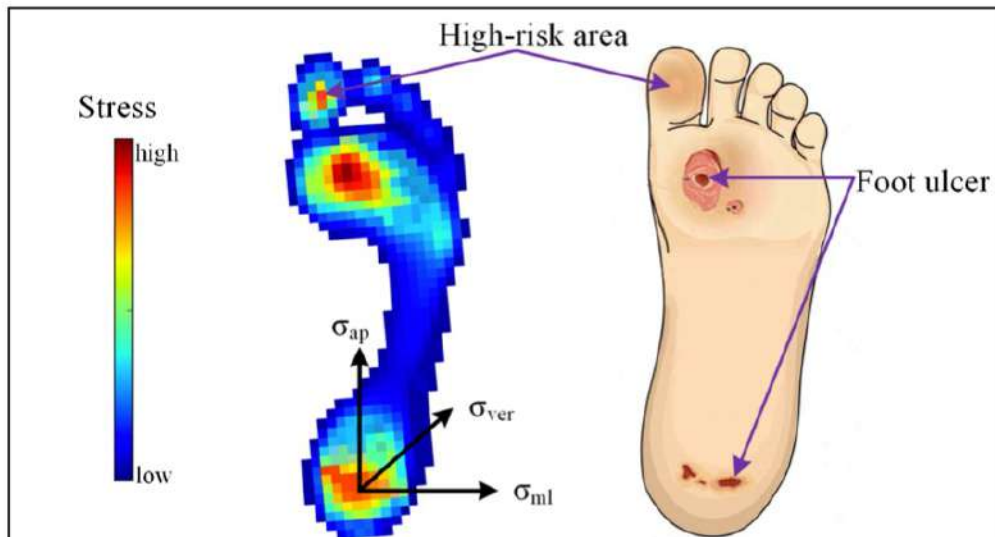 High-risk area
Stress
high
Foot ulcer
σap
σver
low
σml